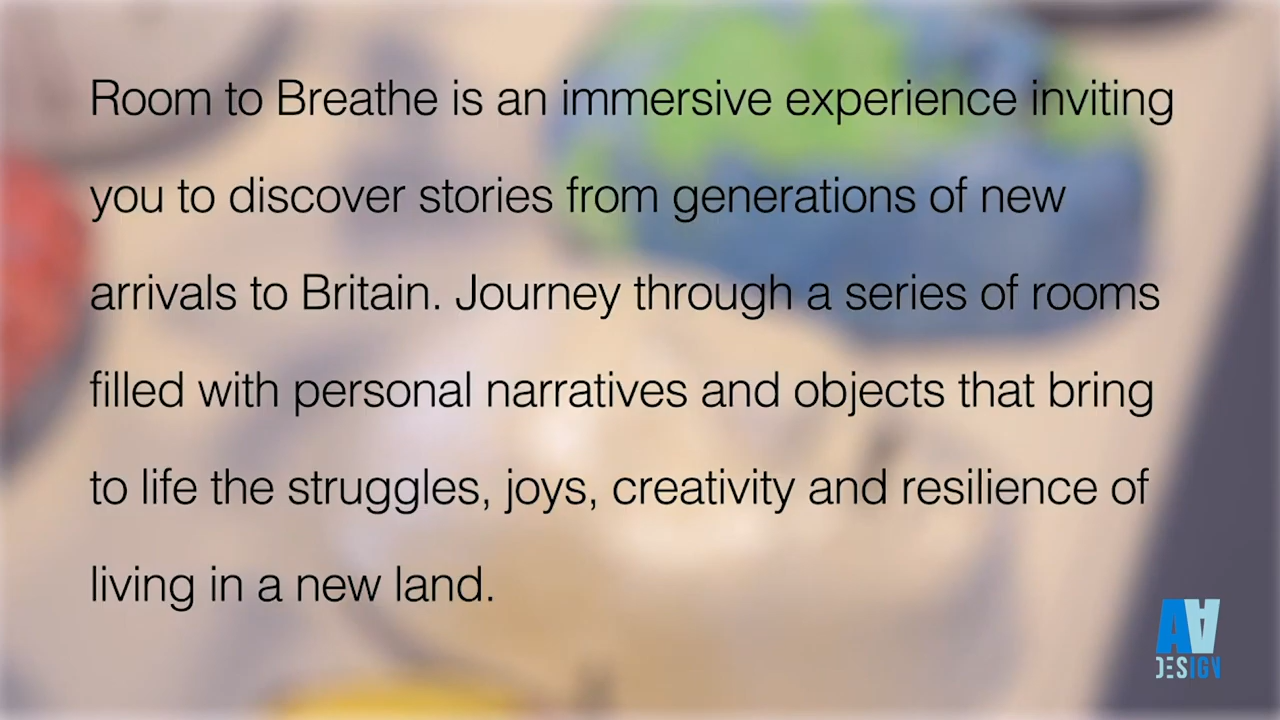 Room to Breathe is an immersive experience inviting
you to discover stories from generations of new
arrivals to Britain. Journey through a series of rooms
filled with personal narratives and objects that bring
to life the struggles, joys, creativity and resilience of
living in a new land.
AA
DESIGN